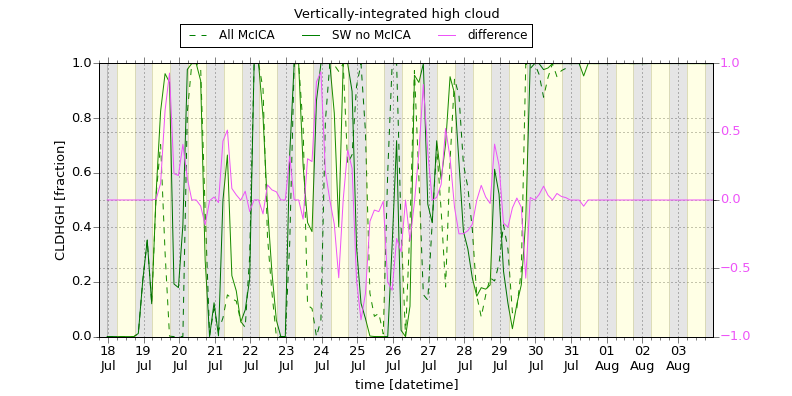 Vertically-integrated high cloud
All McICA SW no McICA difference
CLDHGH [fraction]
1.0
0.8
0.6
0.4
0.2
0.0
1.0
0.5
0.0
−0.5
−1.0
18 19 20 21 22 23 24 25 26 27 28 29 30 31 01 02 03
Jul Jul Jul Jul Jul Jul Jul Jul Jul Jul Jul Jul Jul Jul Aug Aug Aug
time [datetime]